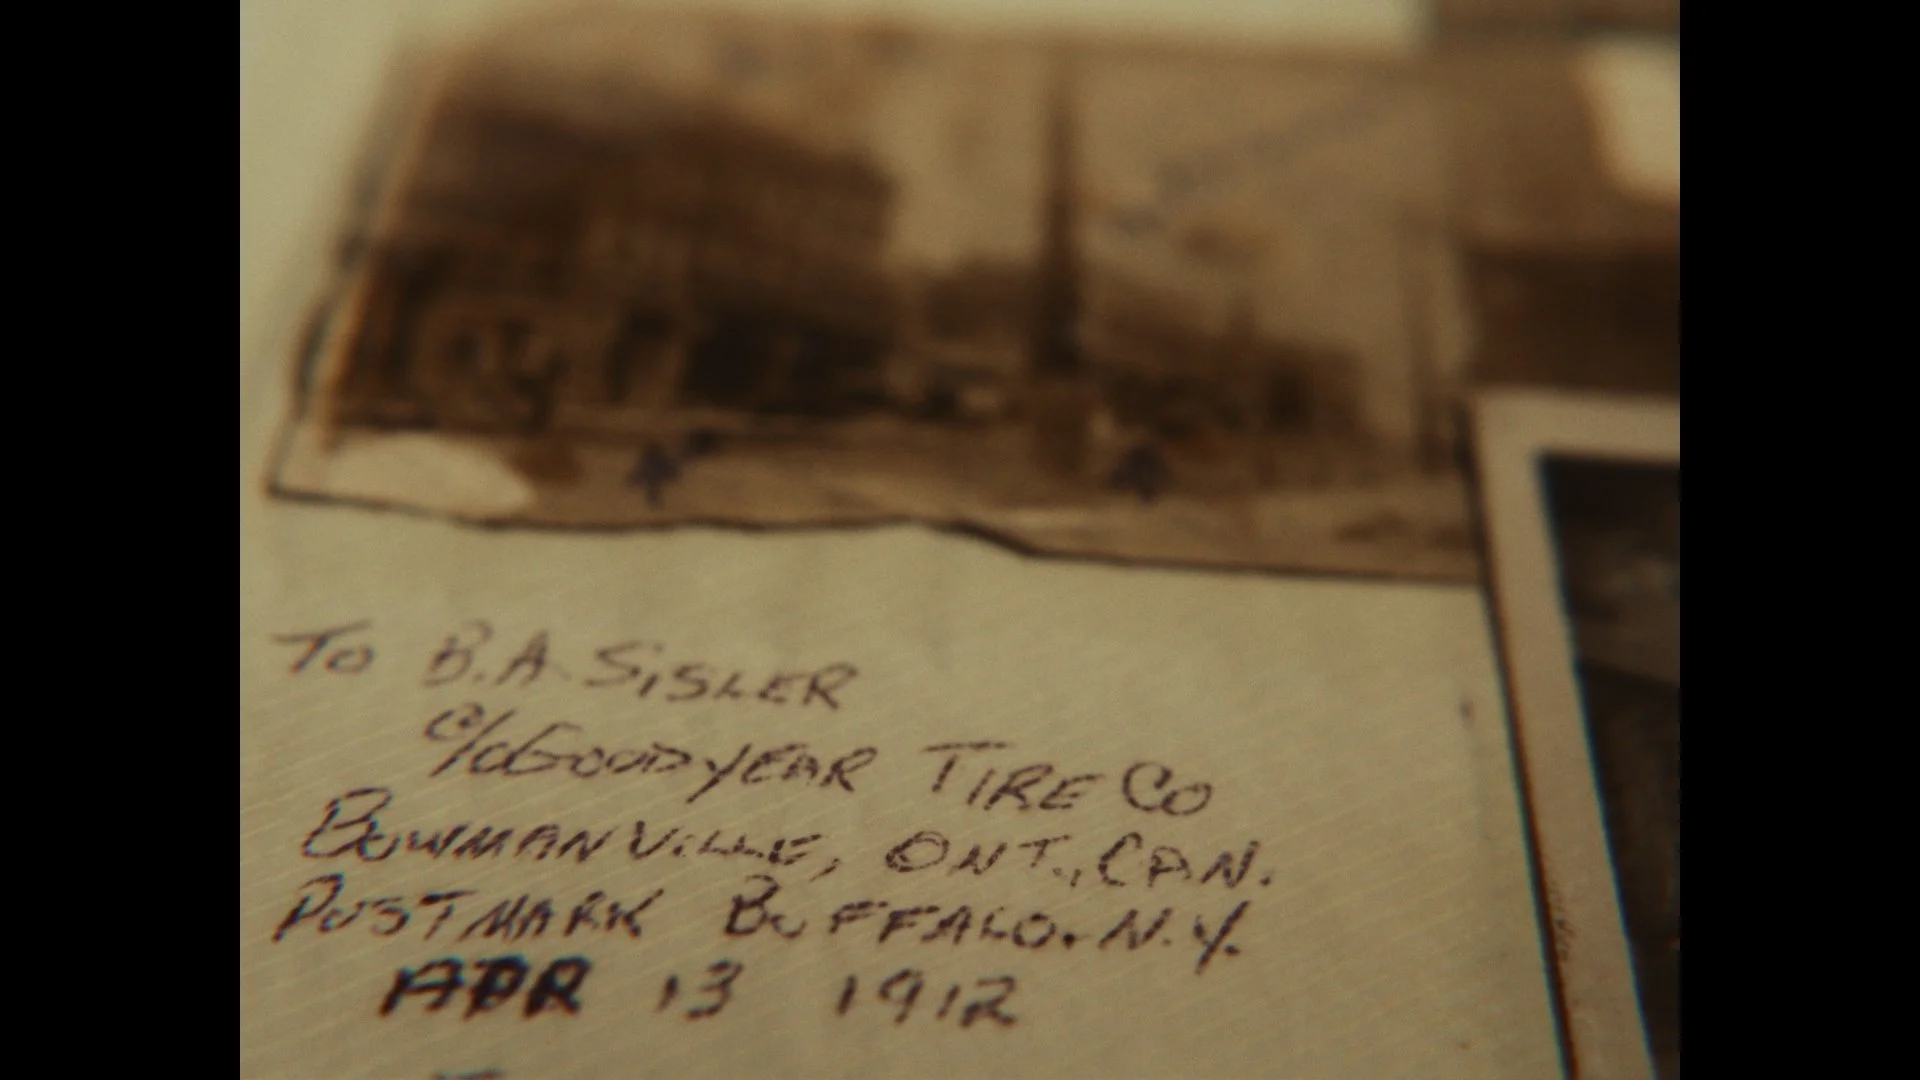 To B.A. SISLER
c/o GOODYEAR TIRE CO
BOWMANVILLE, ONT., CAN.
POSTMARK BUFFALO. N.Y.
APR 13 1912